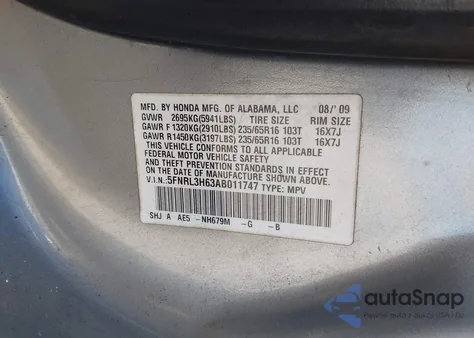 MFD. BY HONDA MFG. OF ALABAMA, LLC 08/'09
GVWR 2695KG(5941LBS) TIRE SIZE RIM SIZE
GAWR F 1320KG(2910LBS) 235/65R16 103T 16X7J
GAWR R1450KG(3197LBS) 235/65R16 103T 16X7J
THIS VEHICLE CONFORMS TO ALL APPLICABLE
FEDERAL MOTOR VEHICLE SAFETY AND
THEFT PREVENTION STANDARDS IN EFFECT ON
THE DATE OF MANUFACTURE SHOWN ABOVE.
V.I.N.:5FNRL3H63AB011747 TYPE: MPV
SHJ A AE5 -NH679M -G -B
autoSnap